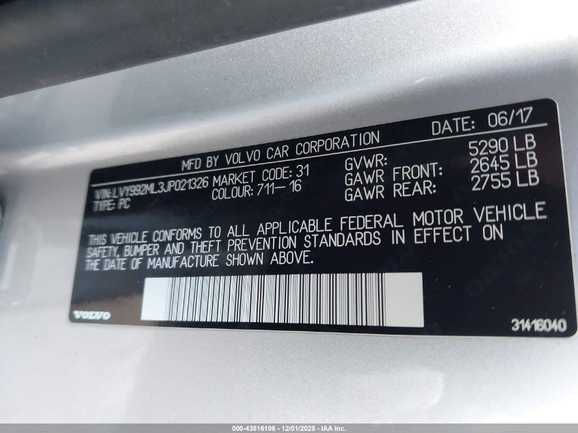 MFD BY VOLVO CAR CORPORATION DATE: 06/17
VIN: LVY992ML3JP021326 MARKET CODE: 31 GVWR: 5290 LB
TYPE: PC COLOUR: 711-16 GAWR FRONT: 2645 LB
GAWR REAR: 2755 LB
THIS VEHICLE CONFORMS TO ALL APPLICABLE FEDERAL MOTOR VEHICLE
SAFETY, BUMPER AND THEFT PREVENTION STANDARDS IN EFFECT ON
THE DATE OF MANUFACTURE SHOWN ABOVE.
VOLVO 31416040
000-43816108 - 12/01/2025 - IAA Inc.